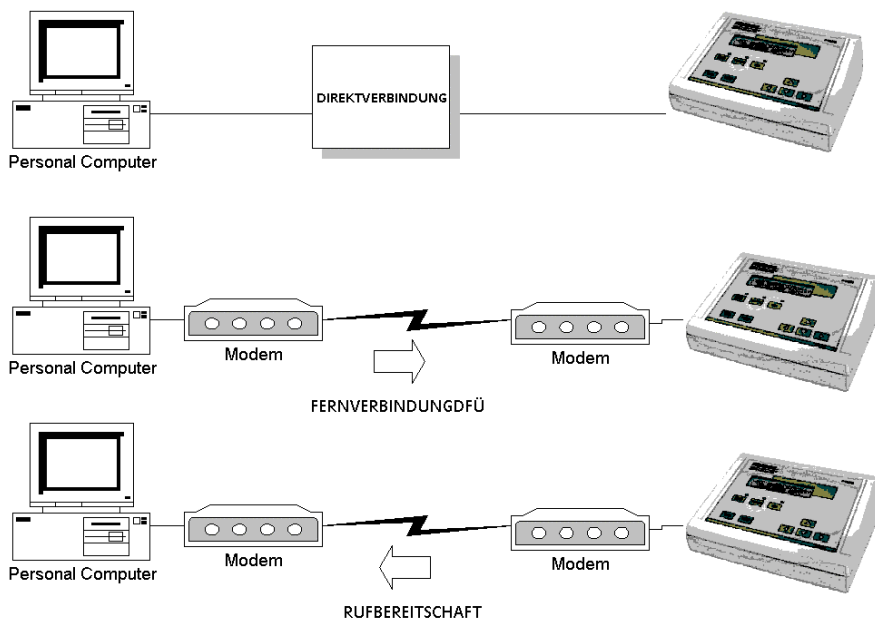 DIREKTVERBINDUNG
Personal Computer
Modem
Modem
Personal Computer
FERNVERBINDUNGDFÜ
Modem
Modem
Personal Computer
RUFBEREITSCHAFT